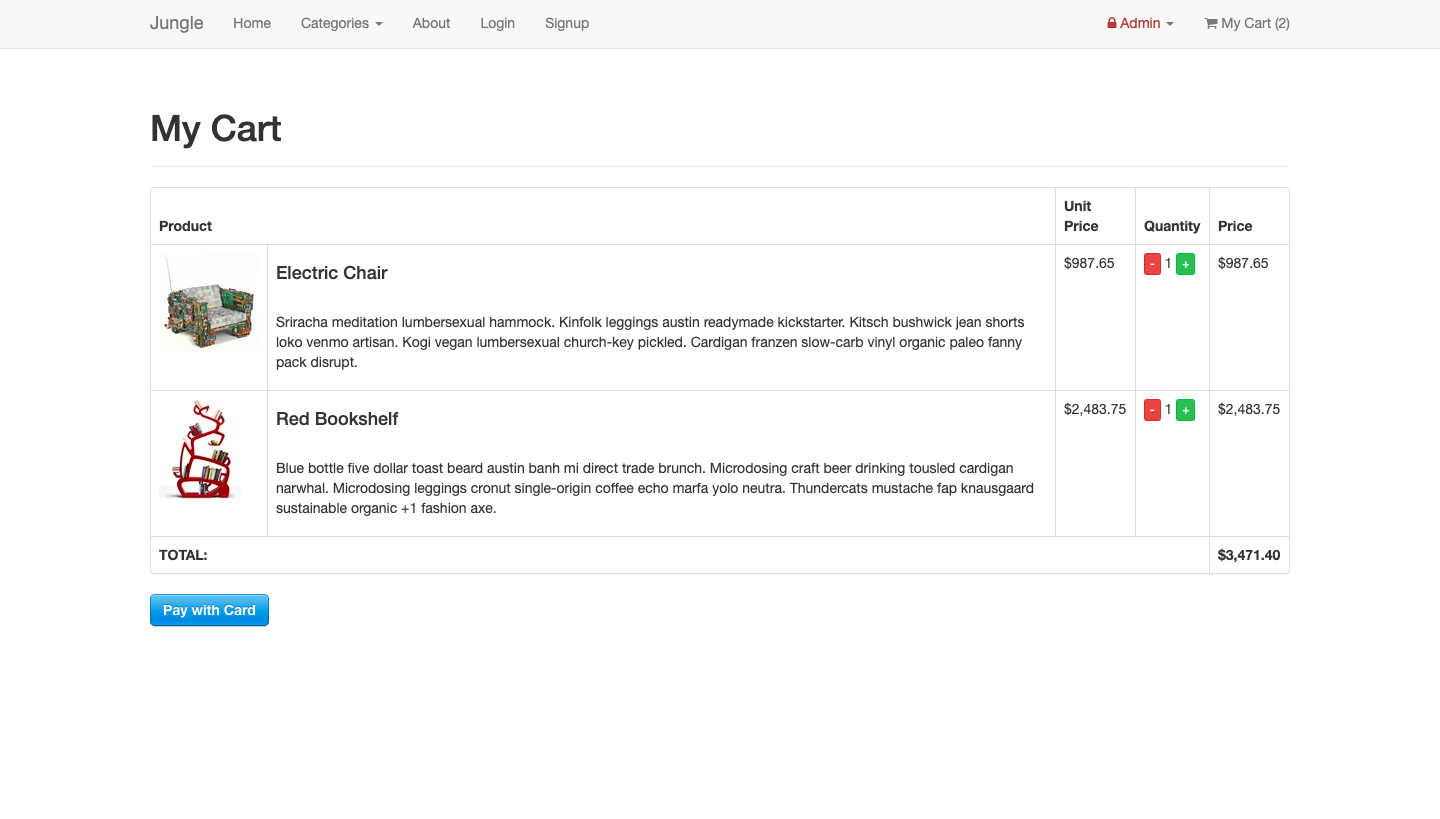 Jungle Home Categories About Login Signup Admin My Cart (2)
My Cart
Product Unit Price Quantity Price
Electric Chair $987.65 - 1 + $987.65
Sriracha meditation lumbersexual hammock. Kinfolk leggings austin readymade kickstarter. Kitsch bushwick jean shorts
loko venmo artisan. Kogi vegan lumbersexual church-key pickled. Cardigan franzen slow-carb vinyl organic paleo fanny
pack disrupt.
Red Bookshelf $2,483.75 - 1 + $2,483.75
Blue bottle five dollar toast beard austin banh mi direct trade brunch. Microdosing craft beer drinking tousled cardigan
narwhal. Microdosing leggings cronut single-origin coffee echo marfa yolo neutra. Thundercats mustache fap knausgaard
sustainable organic +1 fashion axe.
TOTAL: $3,471.40
Pay with Card